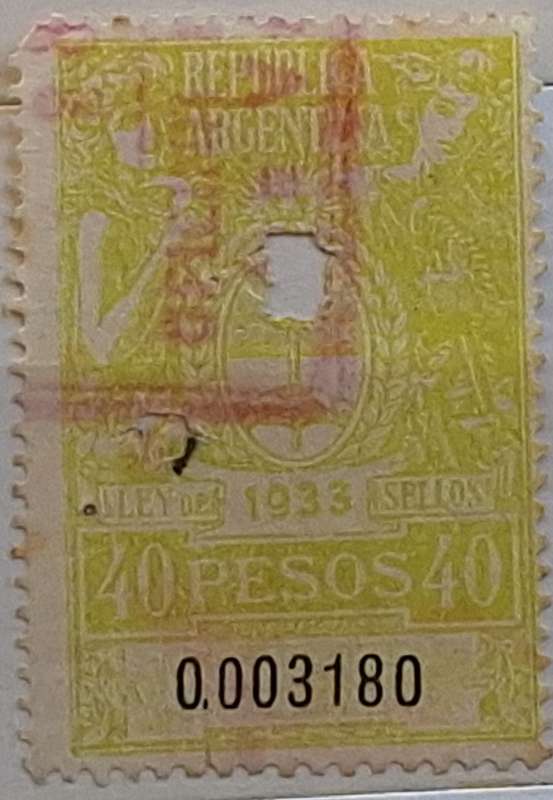 REPUBLICA
ARGENTINA
LEY DE 1933 SELLOS
40 PESOS 40
0.003180